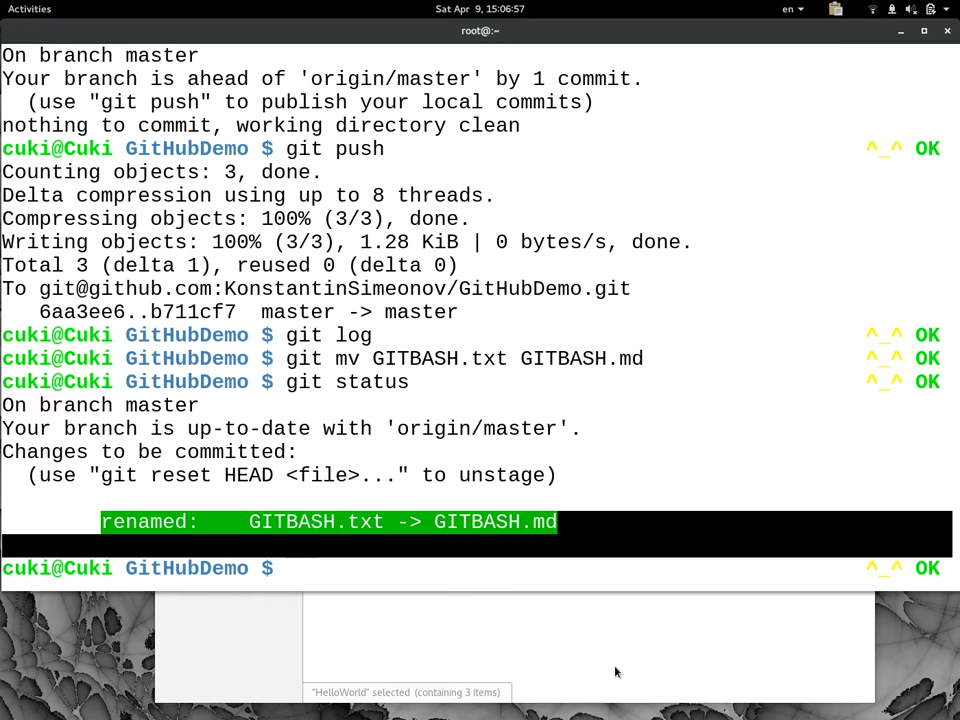 Activities
Sat Apr 9, 15:06:57
en
root@:~
On branch master
Your branch is ahead of 'origin/master' by 1 commit.
(use "git push" to publish your local commits)
nothing to commit, working directory clean
cuki@Cuki GitHubDemo $ git push ^_^ OK
Counting objects: 3, done.
Delta compression using up to 8 threads.
Compressing objects: 100% (3/3), done.
Writing objects: 100% (3/3), 1.28 KiB | 0 bytes/s, done.
Total 3 (delta 1), reused 0 (delta 0)
To git@github.com:KonstantinSimeonov/GitHubDemo.git
6aa3ee6..b711cf7 master -> master
cuki@Cuki GitHubDemo $ git log ^_^ OK
cuki@Cuki GitHubDemo $ git mv GITBASH.txt GITBASH.md ^_^ OK
cuki@Cuki GitHubDemo $ git status ^_^ OK
On branch master
Your branch is up-to-date with 'origin/master'.
Changes to be committed:
(use "git reset HEAD <file>..." to unstage)
renamed: GITBASH.txt -> GITBASH.md
cuki@Cuki GitHubDemo $ ^_^ OK
"HelloWorld" selected (containing 3 items)